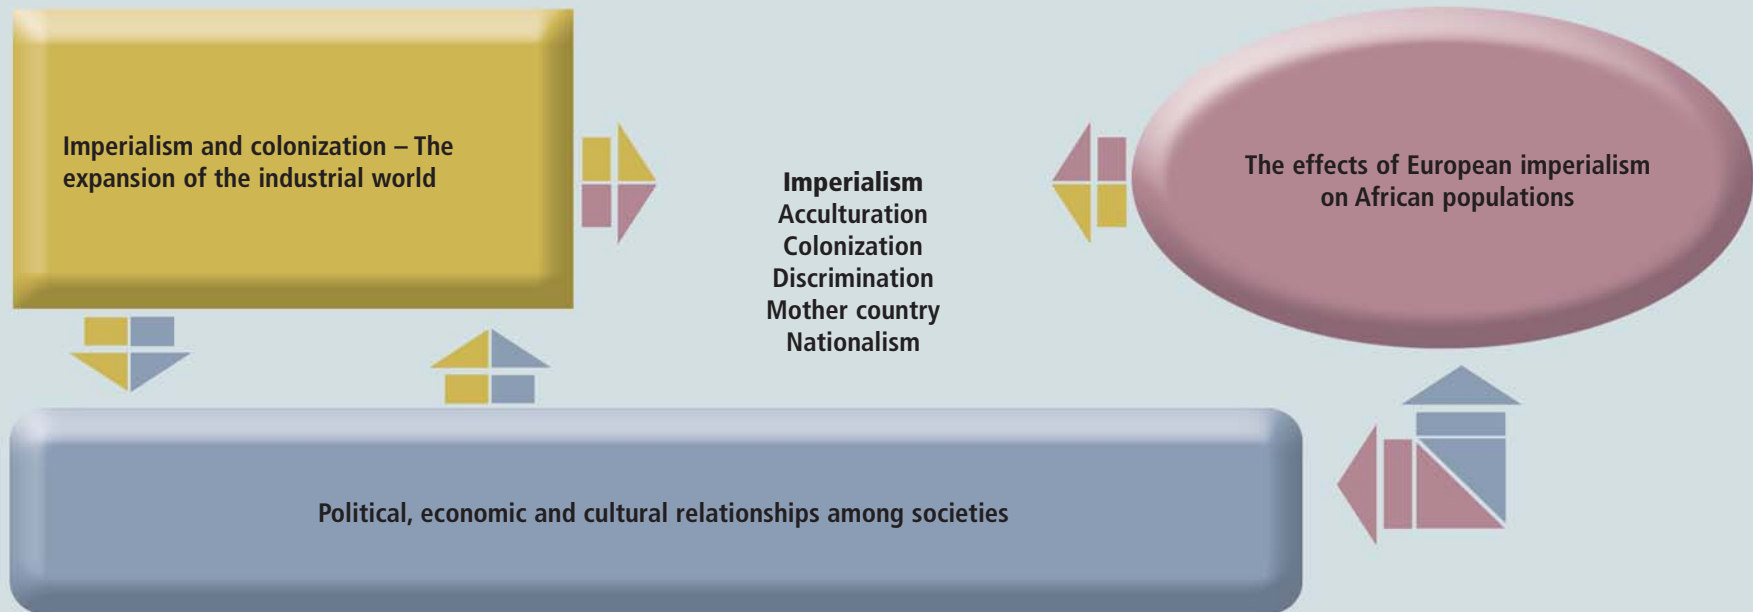 Imperialism and colonization – The
expansion of the industrial world
Imperialism
Acculturation
Colonization
Discrimination
Mother country
Nationalism
The effects of European imperialism
on African populations
Political, economic and cultural relationships among societies